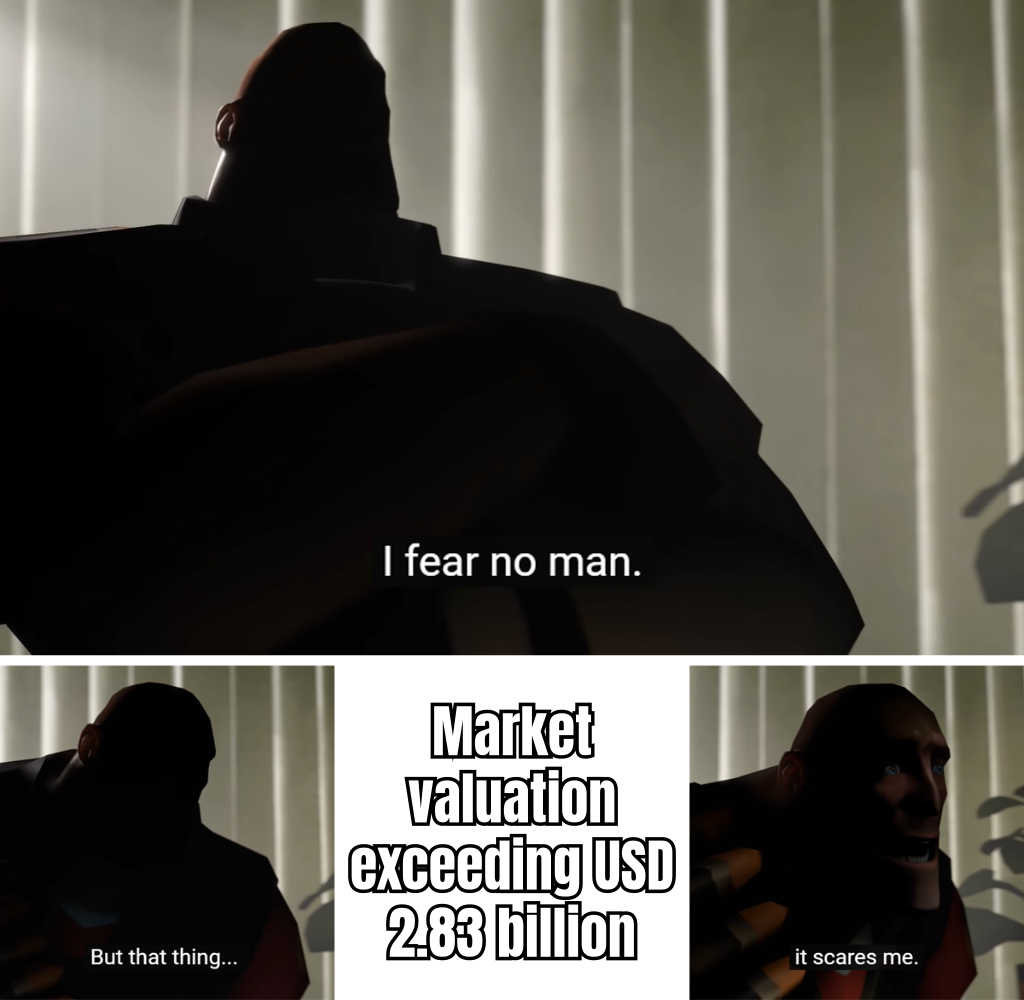 I fear no man.
Market
valuation
exceeding USD
2.83 billion
But that thing...
it scares me.